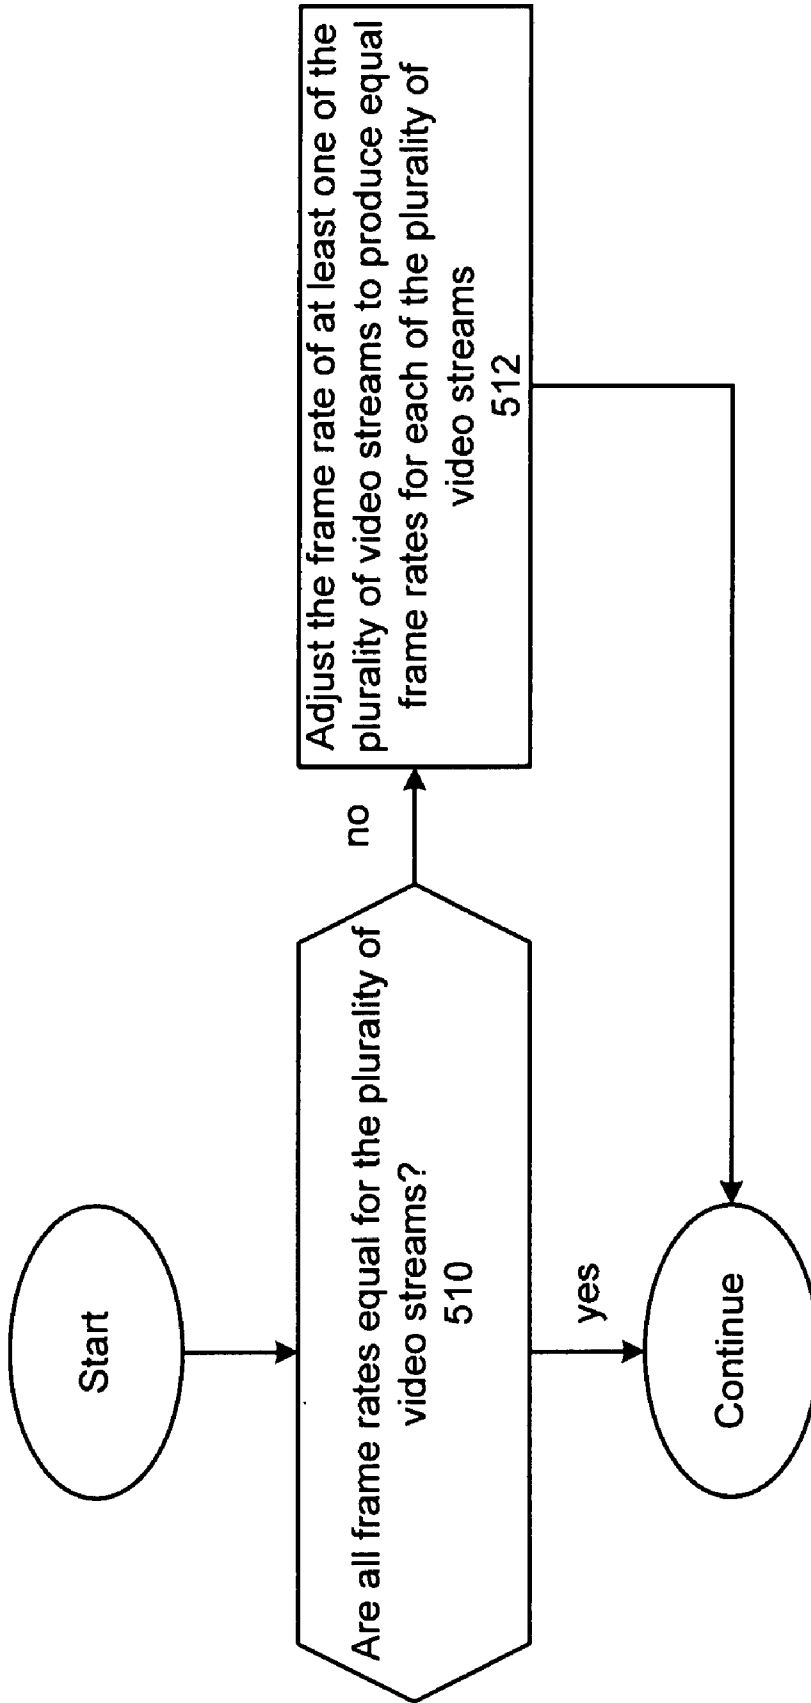 Start
Are all frame rates equal for the plurality of
video streams?
510
no
Adjust the frame rate of at least one of the
plurality of video streams to produce equal
frame rates for each of the plurality of
video streams
512
yes
Continue